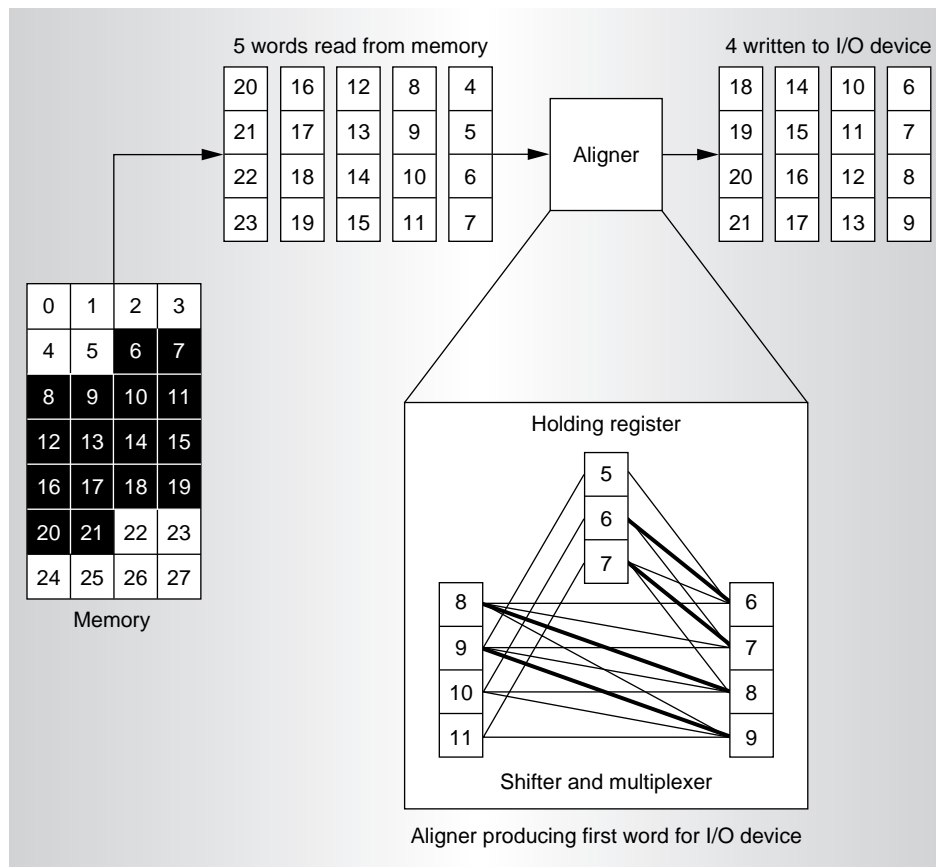 5 words read from memory
4 written to I/O device
20 16 12 8 4
21 17 13 9 5
22 18 14 10 6
23 19 15 11 7
Aligner
18 14 10 6
19 15 11 7
20 16 12 8
21 17 13 9
0 1 2 3
4 5 6 7
8 9 10 11
12 13 14 15
16 17 18 19
20 21 22 23
24 25 26 27
Memory
Holding register
5
6
7
8
9
10
11
6
7
8
9
Shifter and multiplexer
Aligner producing first word for I/O device